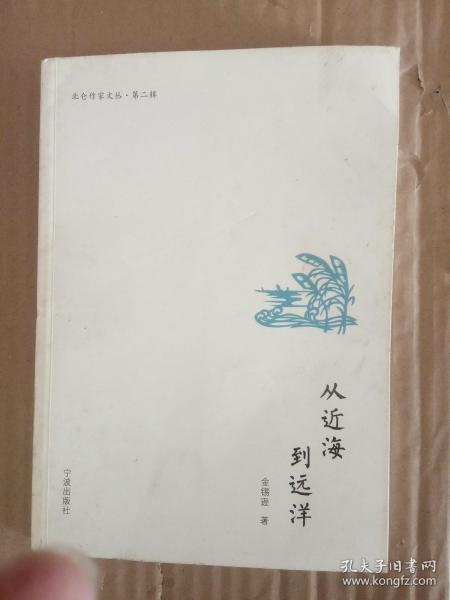 北仑作家文丛·第二辑
从近海
到远洋
金锡逊 著
宁波出版社
孔夫子旧书网
www.kongfz.com